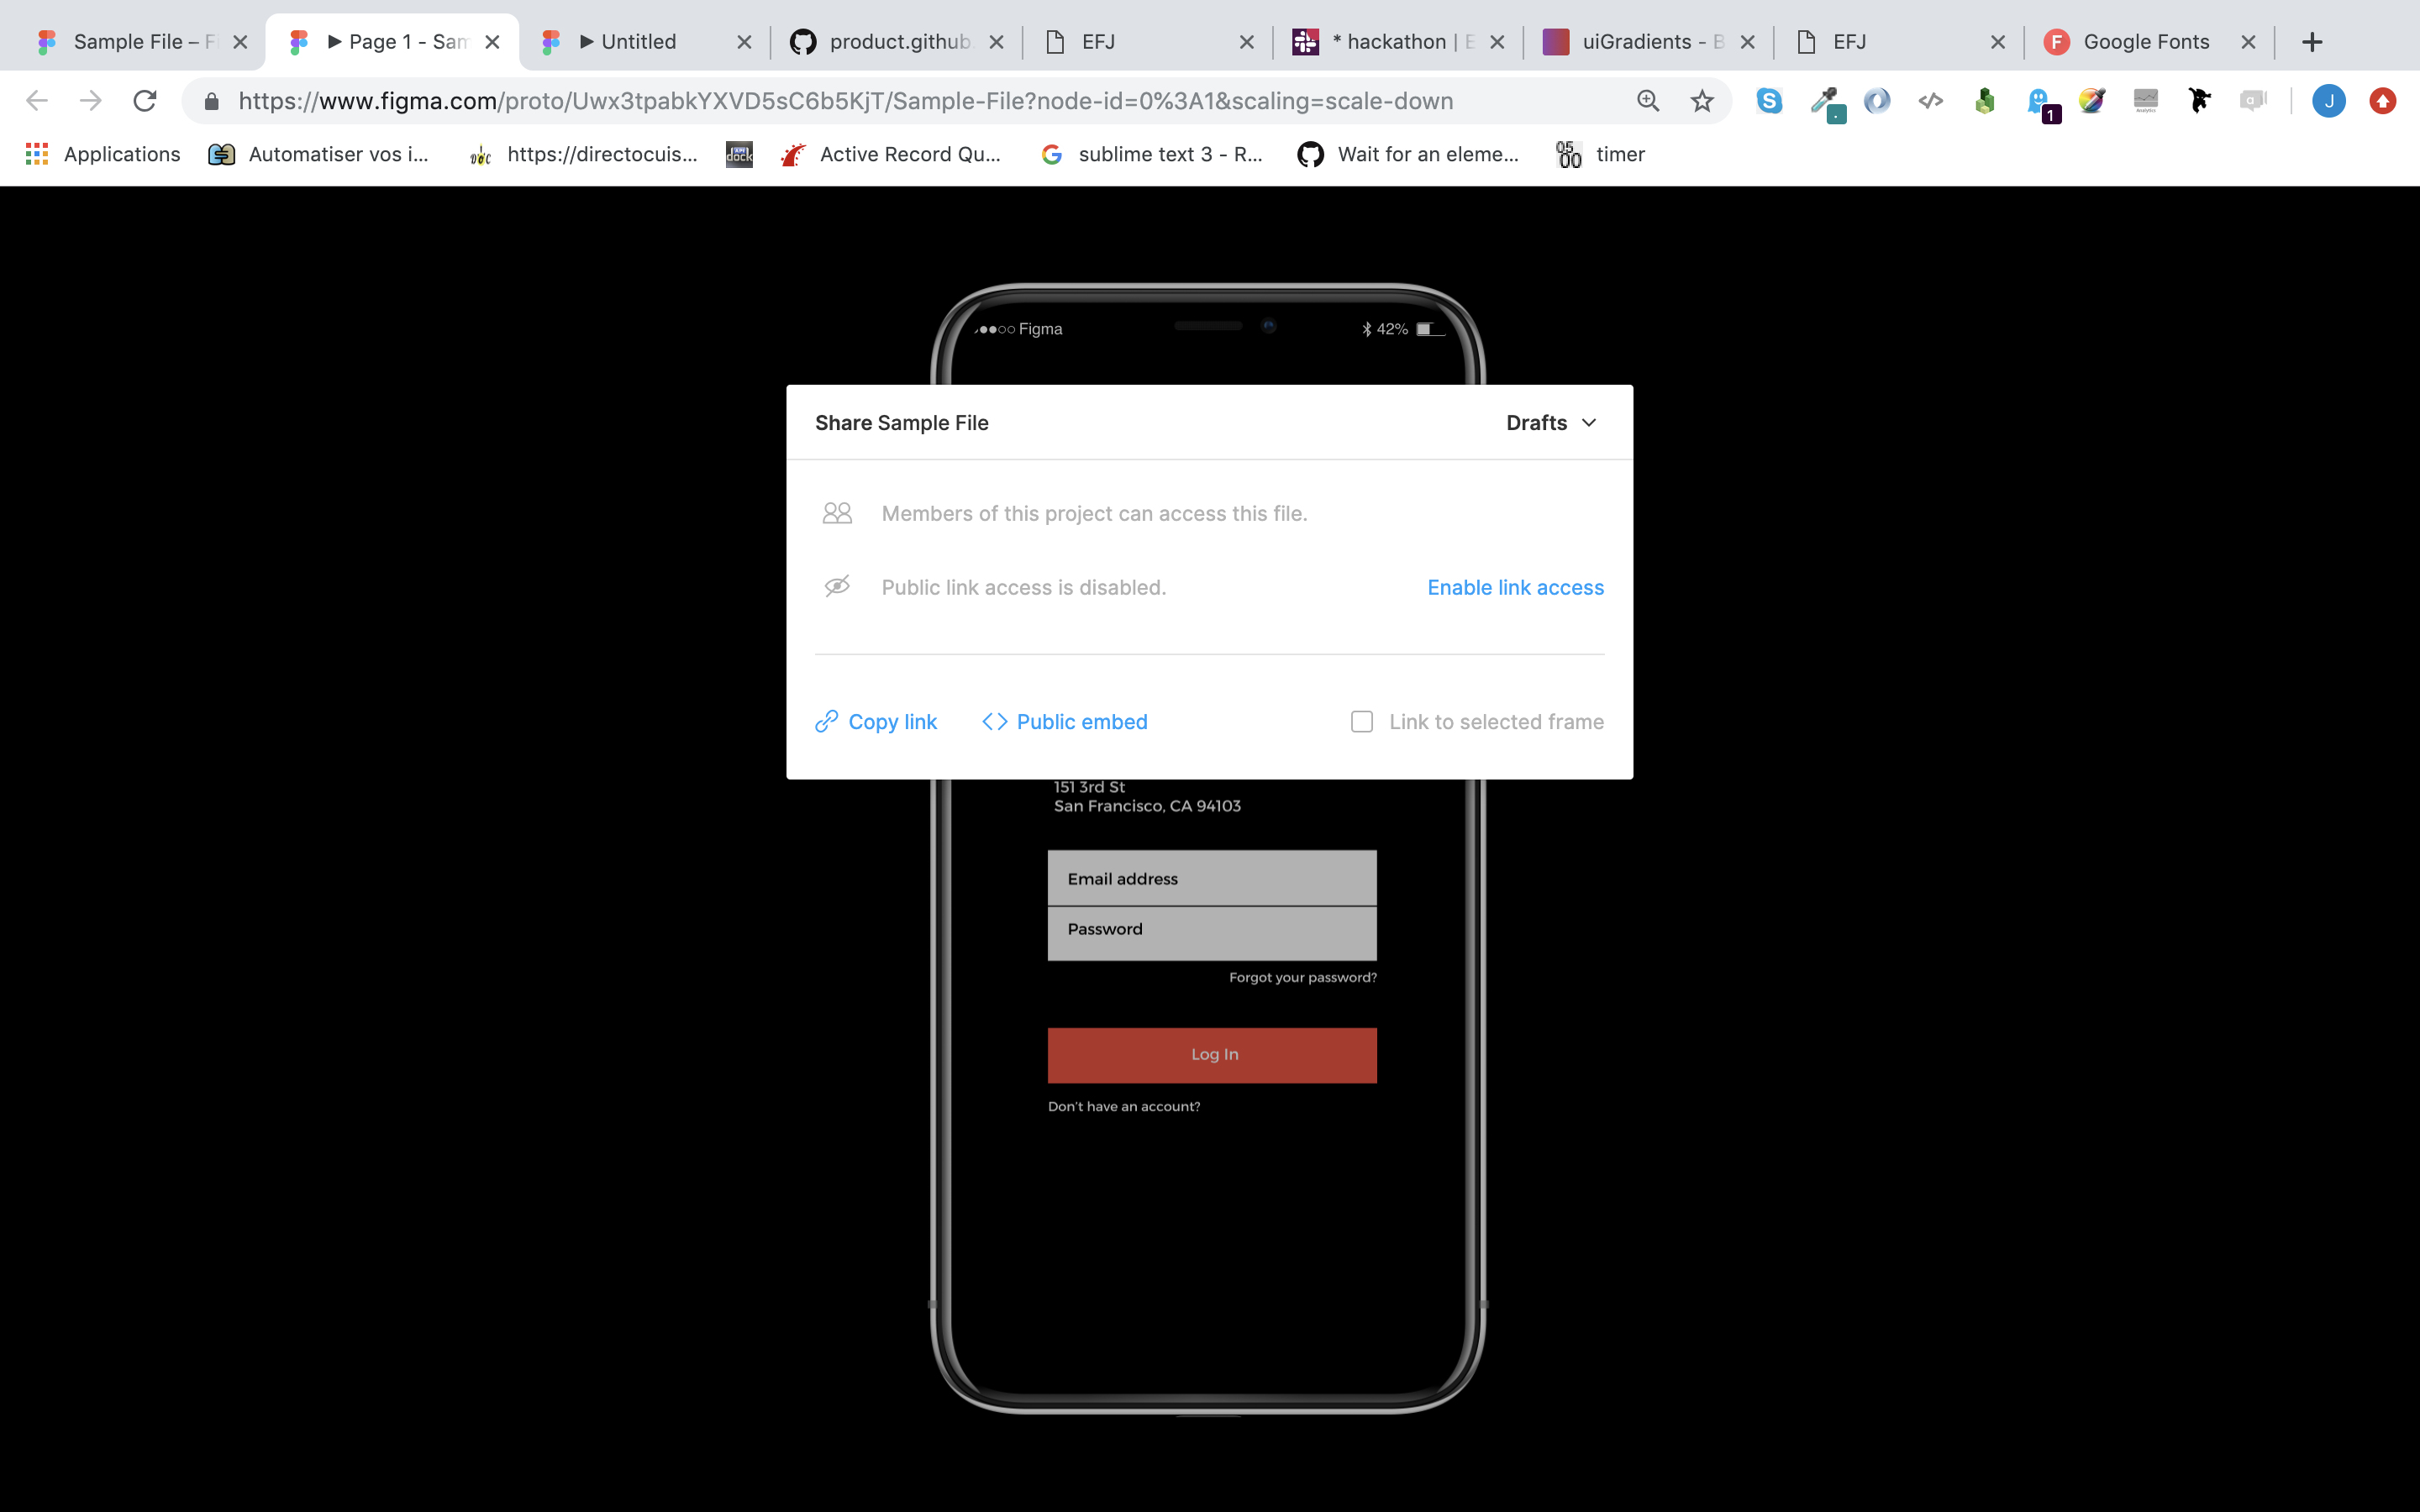 Sample File – Fi
Page 1 - Sam
Untitled
product.github.
EFJ
* hackathon | E
uiGradients - B
EFJ
Google Fonts
https://www.figma.com/proto/Uwx3tpabkYXVD5sC6b5KjT/Sample-File?node-id=0%3A1&scaling=scale-down
1
J
Applications
Automatiser vos i...
https://directocuis...
Active Record Qu...
sublime text 3 - R...
Wait for an eleme...
05 00
timer
Figma
42%
Share Sample File
Drafts
Members of this project can access this file.
Public link access is disabled.
Enable link access
Copy link
Public embed
Link to selected frame
151 3rd St
San Francisco, CA 94103
Email address
Password
Forgot your password?
Log In
Don't have an account?